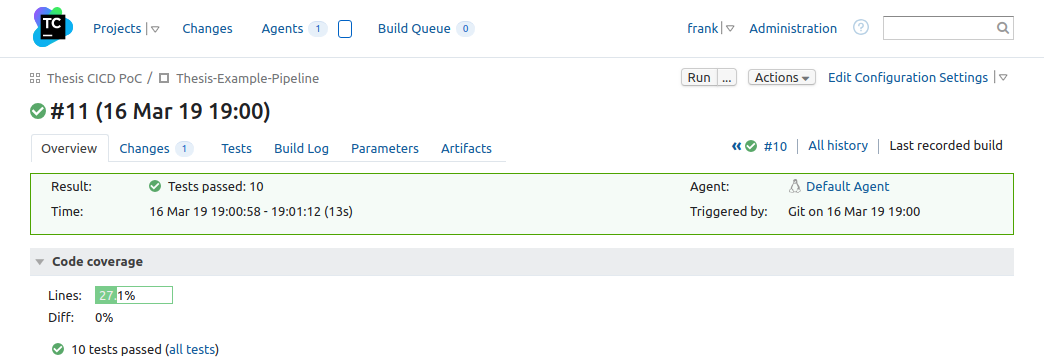 TC
Projects Changes Agents 1 Build Queue 0 frank Administration ?
Thesis CICD PoC / Thesis-Example-Pipeline Run ... Actions Edit Configuration Settings
#11 (16 Mar 19 19:00)
Overview Changes 1 Tests Build Log Parameters Artifacts « #10 All history Last recorded build
Result: Tests passed: 10 Agent: Default Agent
Time: 16 Mar 19 19:00:58 - 19:01:12 (13s) Triggered by: Git on 16 Mar 19 19:00
Code coverage
Lines: 27.1%
Diff: 0%
10 tests passed (all tests)